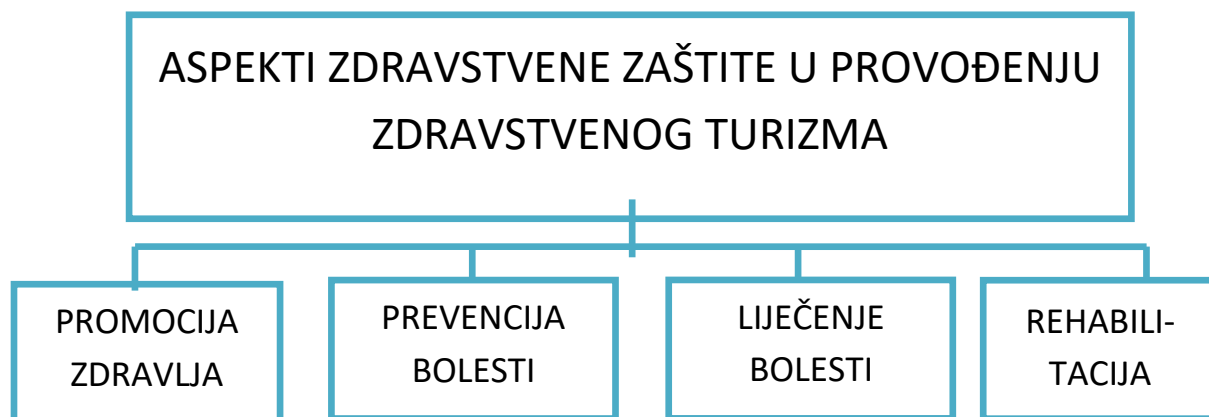 ASPEKTI ZDRAVSTVENE ZAŠTITE U PROVOĐENJU
ZDRAVSTVENOG TURIZMA
PROMOCIJA
ZDRAVLJA
PREVENCIJA
BOLESTI
LIJEČENJE
BOLESTI
REHABILI-
TACIJA